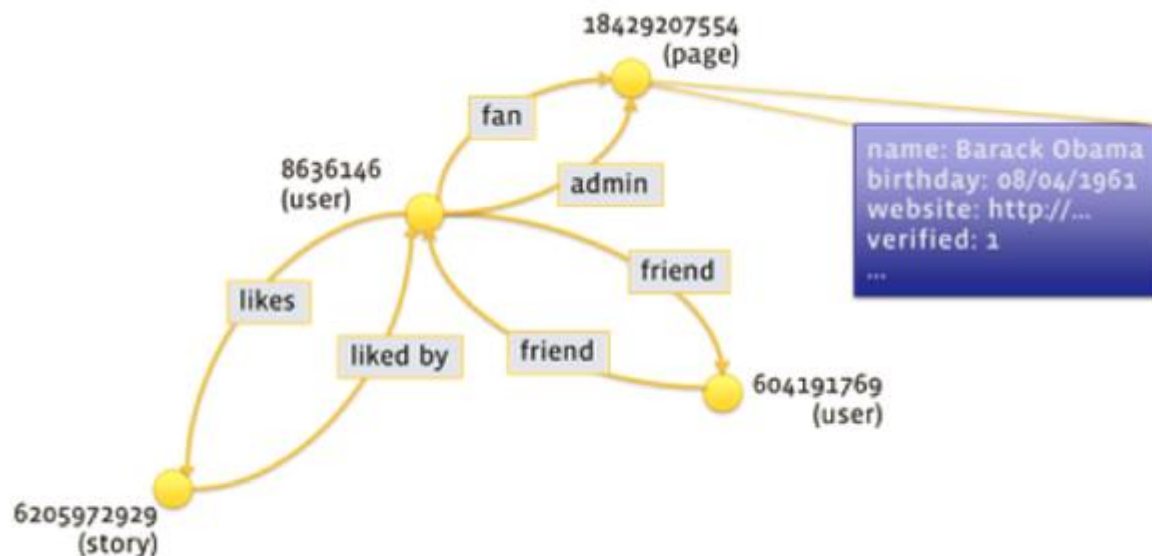 18429207554
(page)
fan
name: Barack Obama
birthday: 08/04/1961
website: http://...
verified: 1
...
8636146
(user)
admin
friend
likes
liked by
friend
604191769
(user)
6205972929
(story)